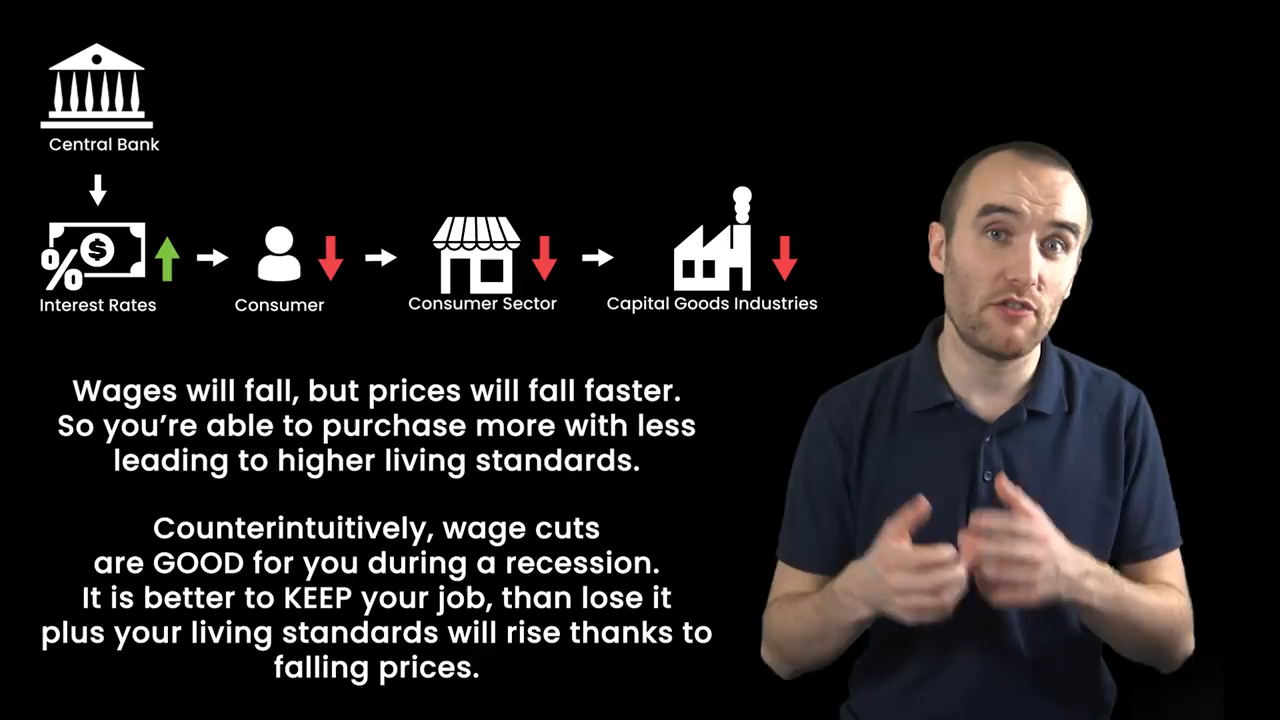 Central Bank
$
%
Interest Rates
Consumer
Consumer Sector
Capital Goods Industries
Wages will fall, but prices will fall faster.
So you’re able to purchase more with less
leading to higher living standards.
Counterintuitively, wage cuts
are GOOD for you during a recession.
It is better to KEEP your job, than lose it
plus your living standards will rise thanks to
falling prices.